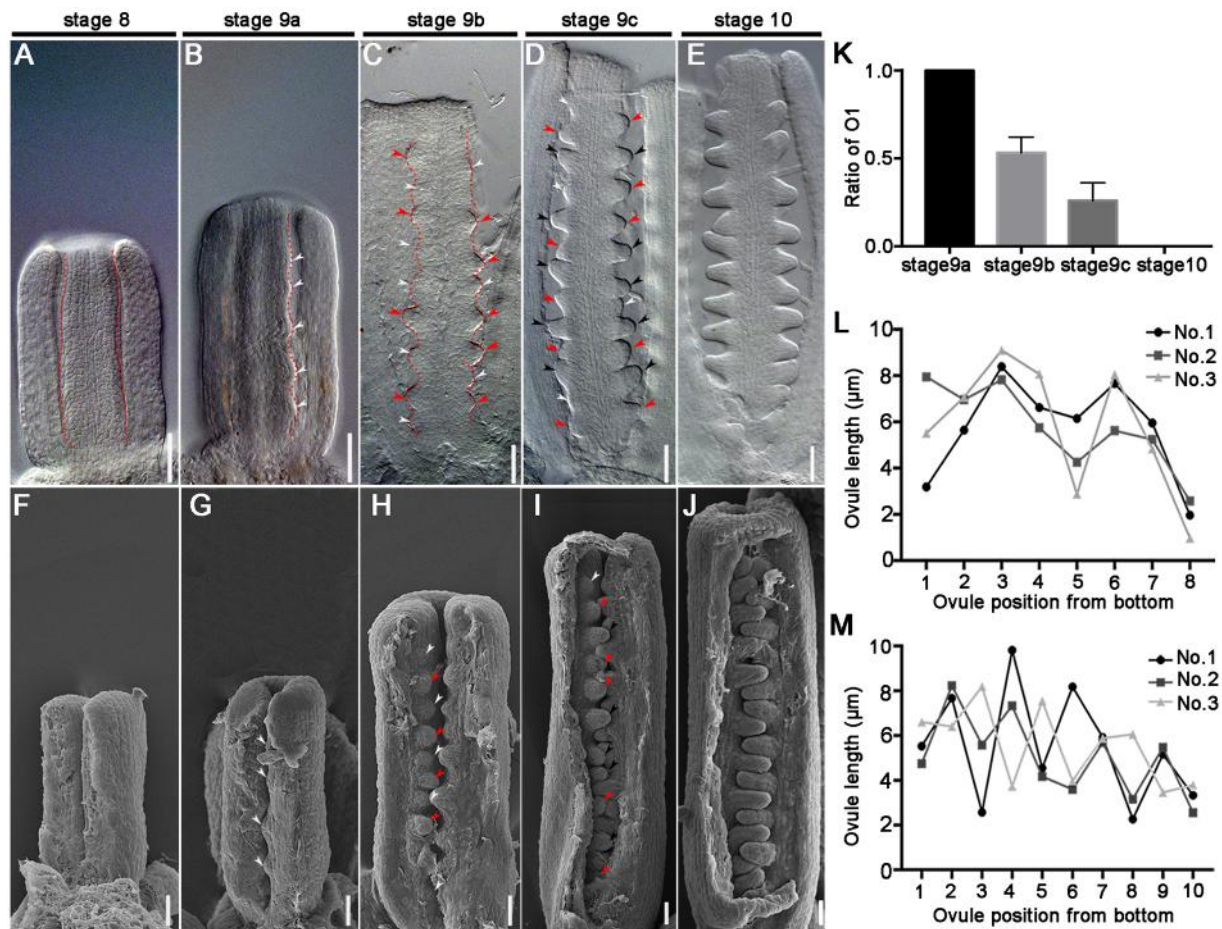 stage 8
stage 9a
stage 9b
stage 9c
stage 10
A
B
C
D
E
F
G
H
I
J
K
Ratio of O1
1.0
0.5
0.0
stage9a
stage9b
stage9c
stage10
L
Ovule length (µm)
10
8
6
4
2
0
No.1
No.2
No.3
1 2 3 4 5 6 7 8
Ovule position from bottom
M
Ovule length (µm)
10
8
6
4
2
0
No.1
No.2
No.3
1 2 3 4 5 6 7 8 9 10
Ovule position from bottom